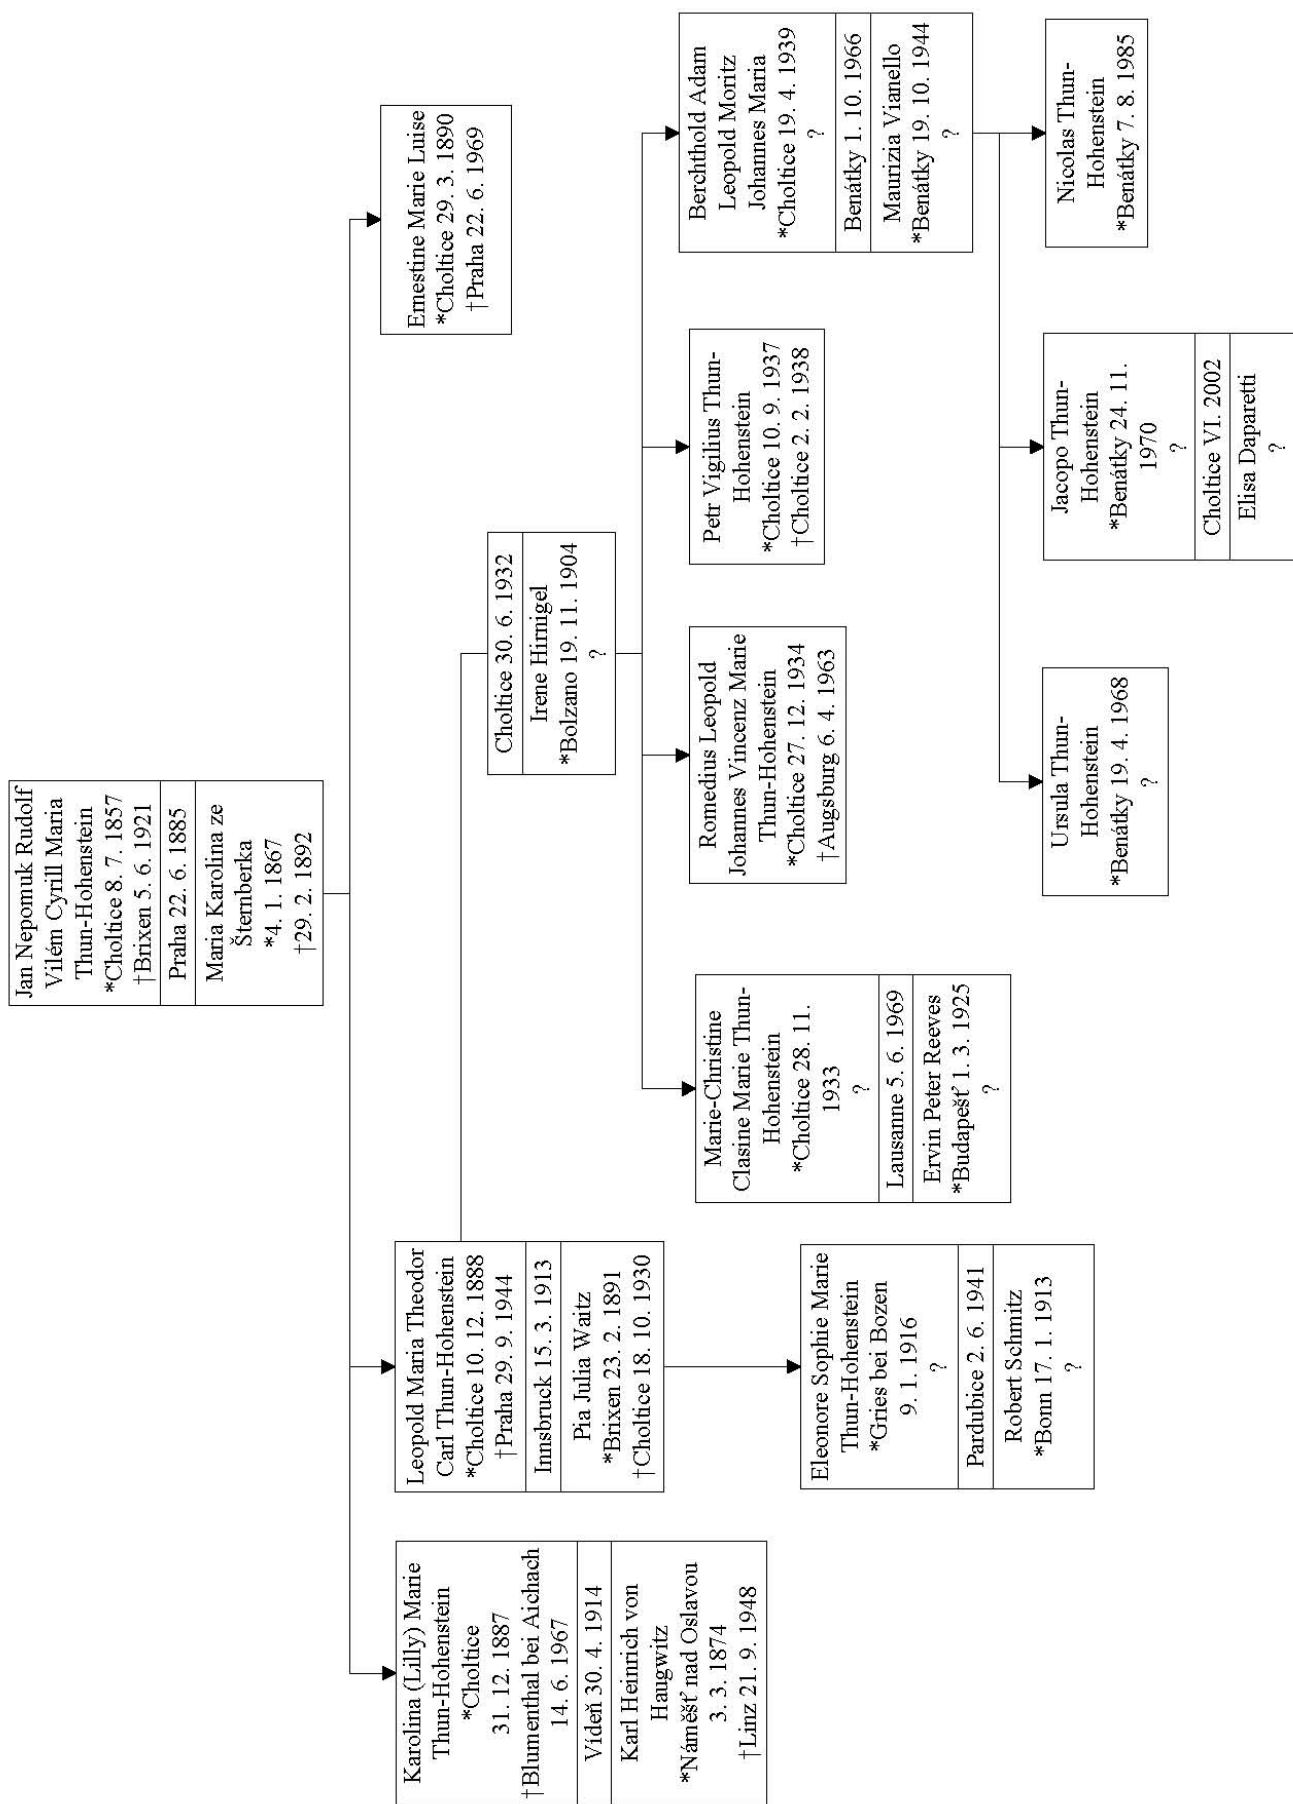 Jan Nepomuk Rudolf
Vilém Cyrill Maria
Thun-Hohenstein
*Choltice 8. 7. 1857
†Brixen 5. 6. 1921
Praha 22. 6. 1885
Maria Karolina ze
Šternberka
*4. 1. 1867
†29. 2. 1892
Karolina (Lilly) Marie
Thun-Hohenstein
*Choltice
31. 12. 1887
†Blumenthal bei Aichach
14. 6. 1967
Vídeň 30. 4. 1914
Karl Heinrich von
Haugwitz
*Náměšť nad Oslavou
3. 3. 1874
†Linz 21. 9. 1948
Leopold Maria Theodor
Carl Thun-Hohenstein
*Choltice 10. 12. 1888
†Praha 29. 9. 1944
Innsbruck 15. 3. 1913
Pia Julia Waitz
*Brixen 23. 2. 1891
†Choltice 18. 10. 1930
Ernestine Marie Luise
*Choltice 29. 3. 1890
†Praha 22. 6. 1969
Choltice 30. 6. 1932
Irene Hirnigel
*Bolzano 19. 11. 1904
?
Eleonore Sophie Marie
Thun-Hohenstein
*Gries bei Bozen
9. 1. 1916
?
Pardubice 2. 6. 1941
Robert Schmitz
*Bonn 17. 1. 1913
?
Marie-Christine
Clasine Marie Thun-
Hohenstein
*Choltice 28. 11.
1933
?
Lausanne 5. 6. 1969
Ervin Peter Reeves
*Budapešť 1. 3. 1925
?
Romedius Leopold
Johannes Vincenz Marie
Thun-Hohenstein
*Choltice 27. 12. 1934
†Augsburg 6. 4. 1963
Petr Vigilius Thun-
Hohenstein
*Choltice 10. 9. 1937
†Choltice 2. 2. 1938
Berchthold Adam
Leopold Moritz
Johannes Maria
*Choltice 19. 4. 1939
?
Benátky 1. 10. 1966
Maurizia Vianello
*Benátky 19. 10. 1944
?
Ursula Thun-
Hohenstein
*Benátky 19. 4. 1968
?
Jacopo Thun-
Hohenstein
*Benátky 24. 11.
1970
?
Choltice VI. 2002
Elisa Daparetti
?
Nicolas Thun-
Hohenstein
*Benátky 7. 8. 1985